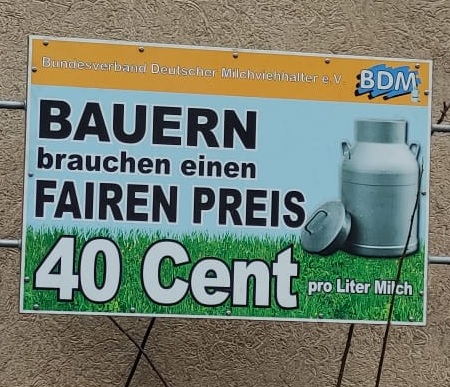 Bundesverband Deutscher Milchviehhalter e.V.
BDM
BAUERN
brauchen einen
FAIREN PREIS
40 Cent
pro Liter Milch